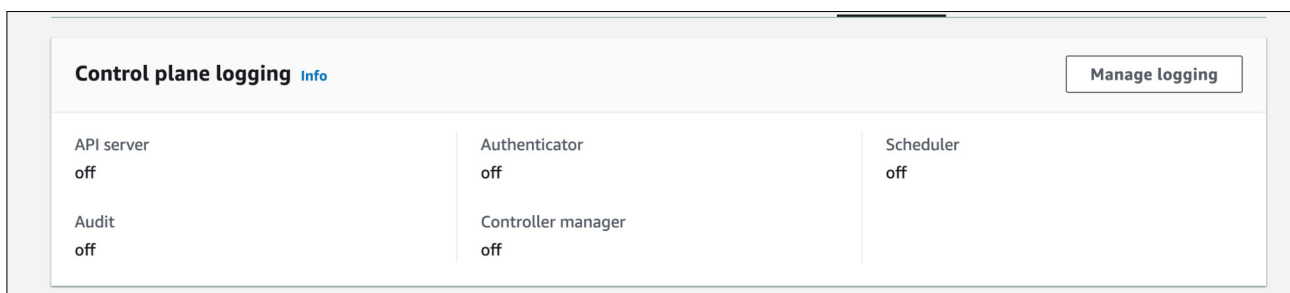 Control plane logging Info
Manage logging
API server
off
Authenticator
off
Scheduler
off
Audit
off
Controller manager
off